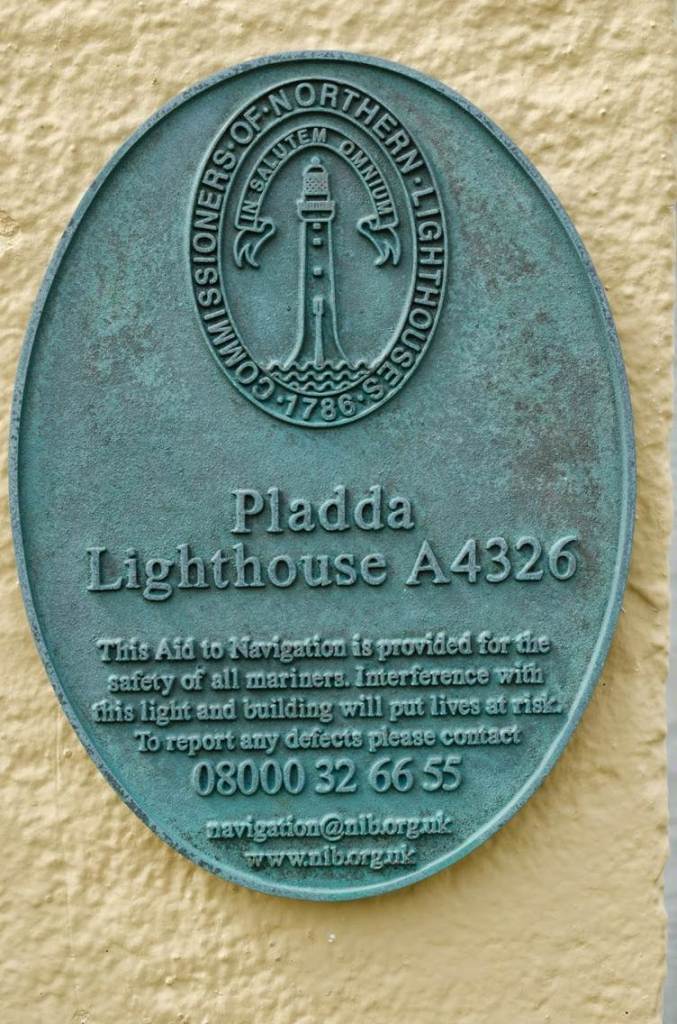 COMMISSIONERS·OF·NORTHERN·LIGHTHOUSES
IN SALUTEM OMNIUM
·1786·
Pladda
Lighthouse A4326
This Aid to Navigation is provided for the
safety of all mariners. Interference with
this light and building will put lives at risk.
To report any defects please contact
08000 32 66 55
navigation@nlb.org.uk
www.nlb.org.uk